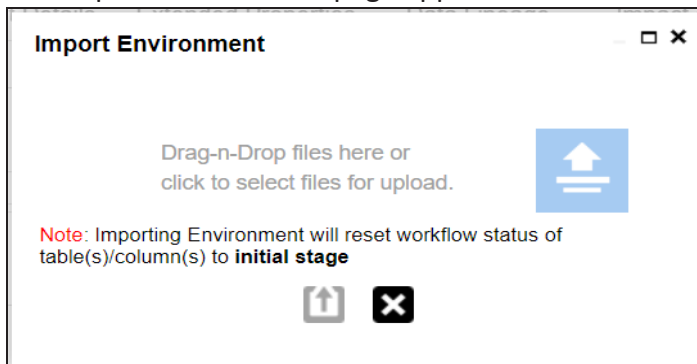 Import Environment
Drag-n-Drop files here or
click to select files for upload.
Note: Importing Environment will reset workflow status of
table(s)/column(s) to initial stage